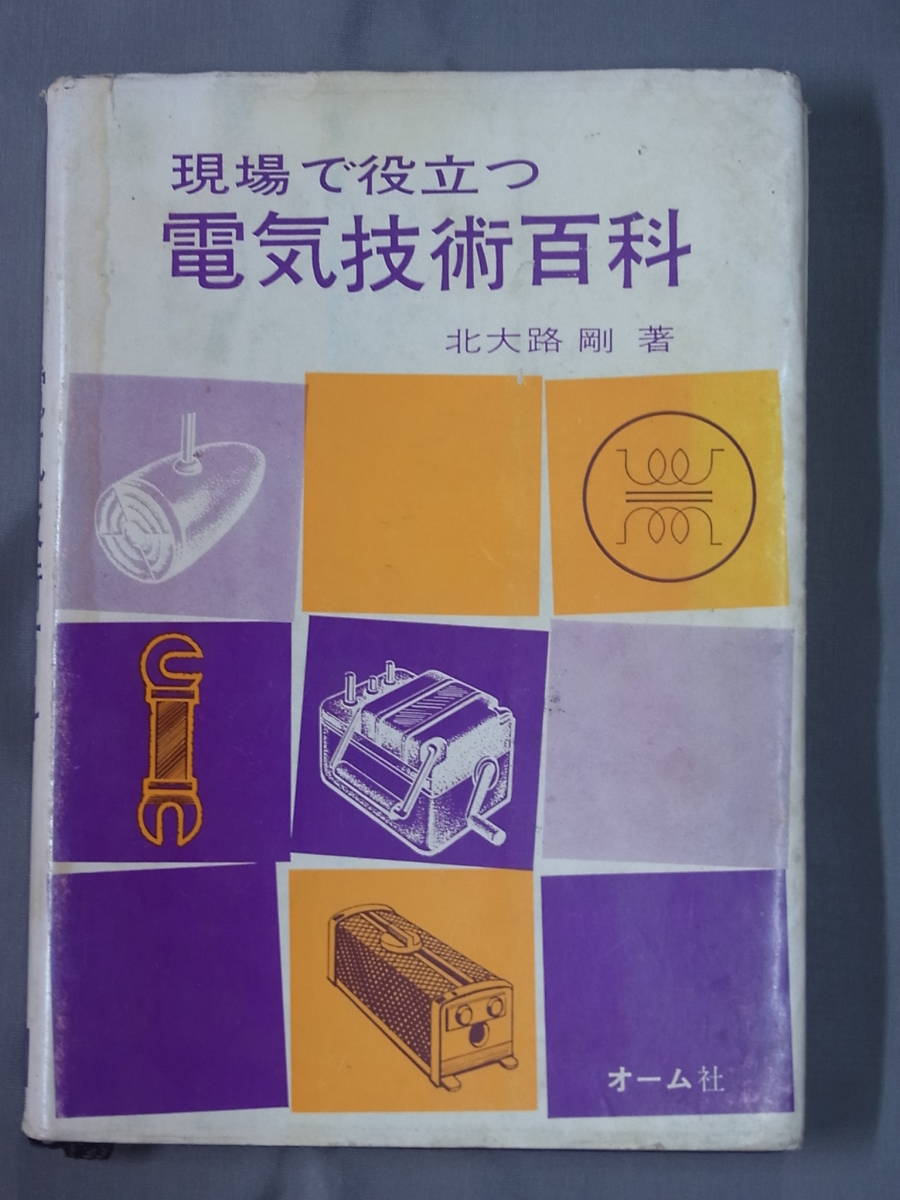 現場で役立つ
電気技術百科
北大路 剛 著
オーム社